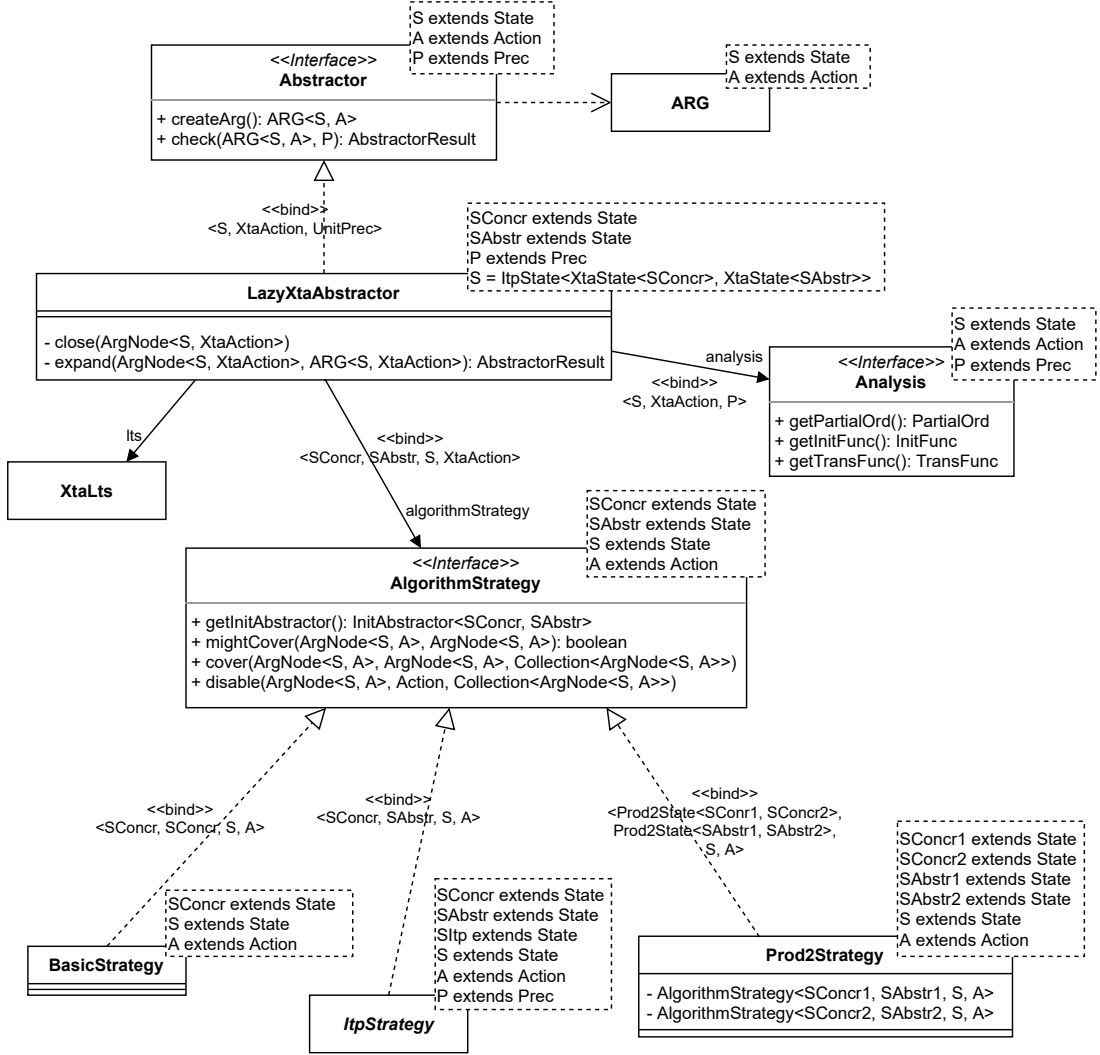 S extends State
A extends Action
P extends Prec
<<Interface>>
Abstractor
+ createArg(): ARG<S, A>
+ check(ARG<S, A>, P): AbstractorResult
S extends State
A extends Action
ARG
<<bind>>
<S, XtaAction, UnitPrec>
SConcr extends State
SAbstr extends State
P extends Prec
S = ItpState<XtaState<SConcr>, XtaState<SAbstr>>
LazyXtaAbstractor
- close(ArgNode<S, XtaAction>)
- expand(ArgNode<S, XtaAction>, ARG<S, XtaAction>): AbstractorResult
analysis
<<bind>>
<S, XtaAction, P>
S extends State
A extends Action
P extends Prec
<<Interface>>
Analysis
+ getPartialOrd(): PartialOrd
+ getInitFunc(): InitFunc
+ getTransFunc(): TransFunc
lts
XtaLts
<<bind>>
<SConcr, SAbstr, S, XtaAction>
algorithmStrategy
SConcr extends State
SAbstr extends State
S extends State
A extends Action
<<Interface>>
AlgorithmStrategy
+ getInitAbstractor(): InitAbstractor<SConcr, SAbstr>
+ mightCover(ArgNode<S, A>, ArgNode<S, A>): boolean
+ cover(ArgNode<S, A>, ArgNode<S, A>, Collection<ArgNode<S, A>>)
+ disable(ArgNode<S, A>, Action, Collection<ArgNode<S, A>>)
<<bind>>
<SConcr, SConcr, S, A>
<<bind>>
<SConcr, SAbstr, S, A>
<<bind>>
<Prod2State<SConr1, SConcr2>,
Prod2State<SAbstr1, SAbstr2>,
S, A>
SConcr extends State
S extends State
A extends Action
BasicStrategy
SConcr extends State
SAbstr extends State
SItp extends State
S extends State
A extends Action
P extends Prec
ItpStrategy
SConcr1 extends State
SConcr2 extends State
SAbstr1 extends State
SAbstr2 extends State
S extends State
A extends Action
Prod2Strategy
- AlgorithmStrategy<SConcr1, SAbstr1, S, A>
- AlgorithmStrategy<SConcr2, SAbstr2, S, A>